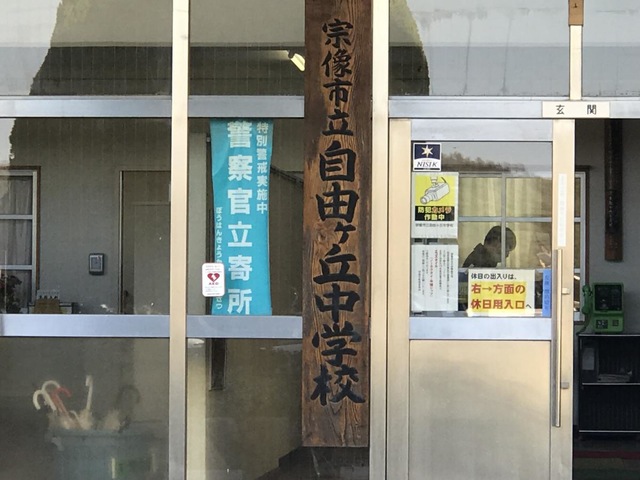 宗像市立自由ヶ丘中学校
玄関
特別警戒実施中
警察官立寄所
NISIK
防犯カメラ
作動中
休日の出入りは、
右→方面の
休日用入口へ